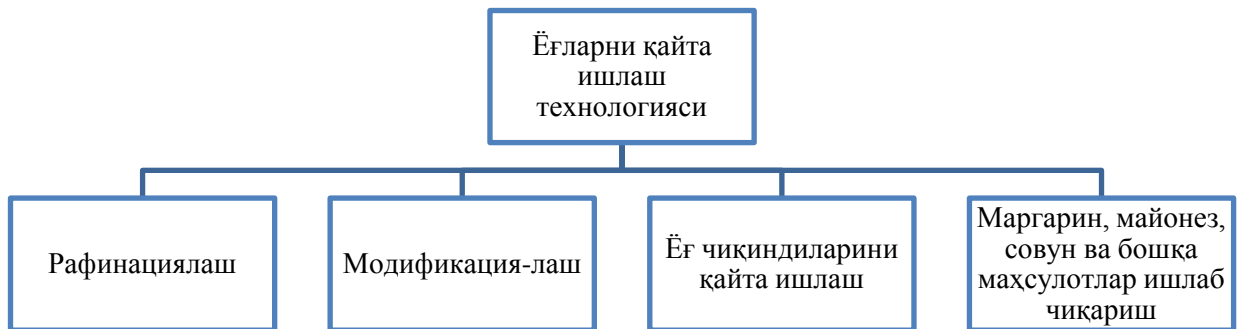 Ёғларни қайта
ишлаш
технологияси
Рафинациялаш
Модификация-лаш
Ёғ чиқиндиларини
қайта ишлаш
Маргарин, майонез,
совун ва бошқа
маҳсулотлар ишлаб
чиқариш